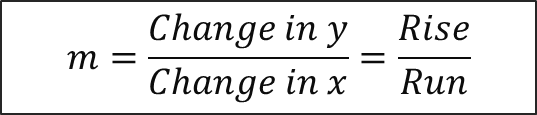 m = Change in y / Change in x = Rise / Run